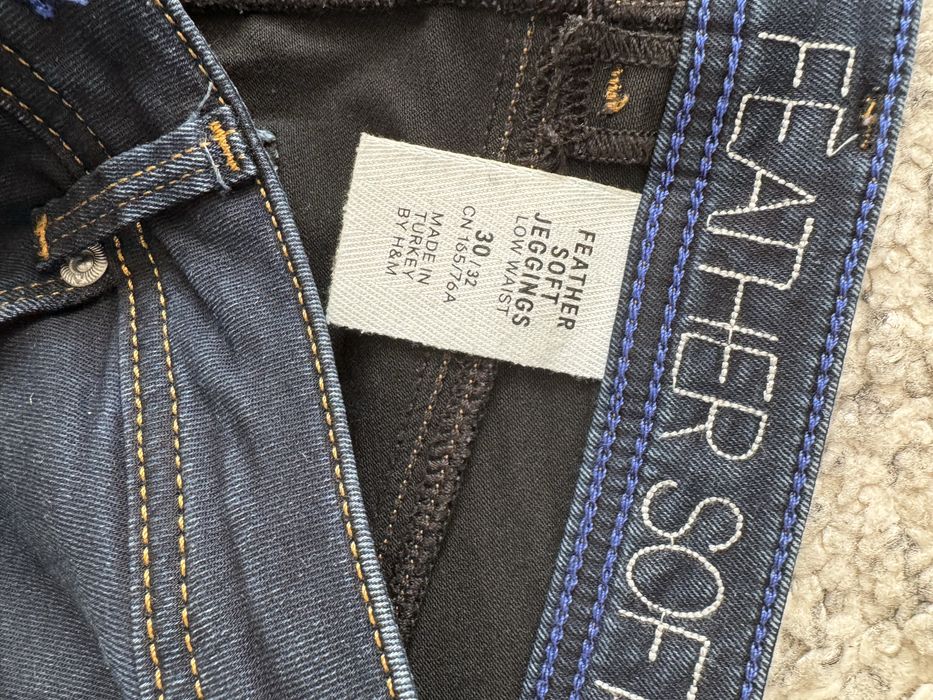 FEATHER
SOFT
JEGGINGS
LOW WAIST
30 32
CN 165/76A
MADE IN
TURKEY
BY H&M
FEATHER SOFT